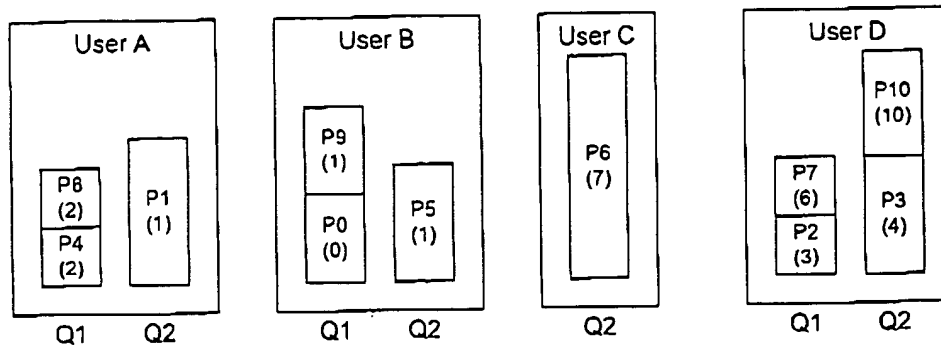 User A
P8
(2)
P4
(2)
P1
(1)
Q1 Q2
User B
P9
(1)
P0
(0)
P5
(1)
Q1 Q2
User C
P6
(7)
Q2
User D
P7
(6)
P2
(3)
P10
(10)
P3
(4)
Q1 Q2